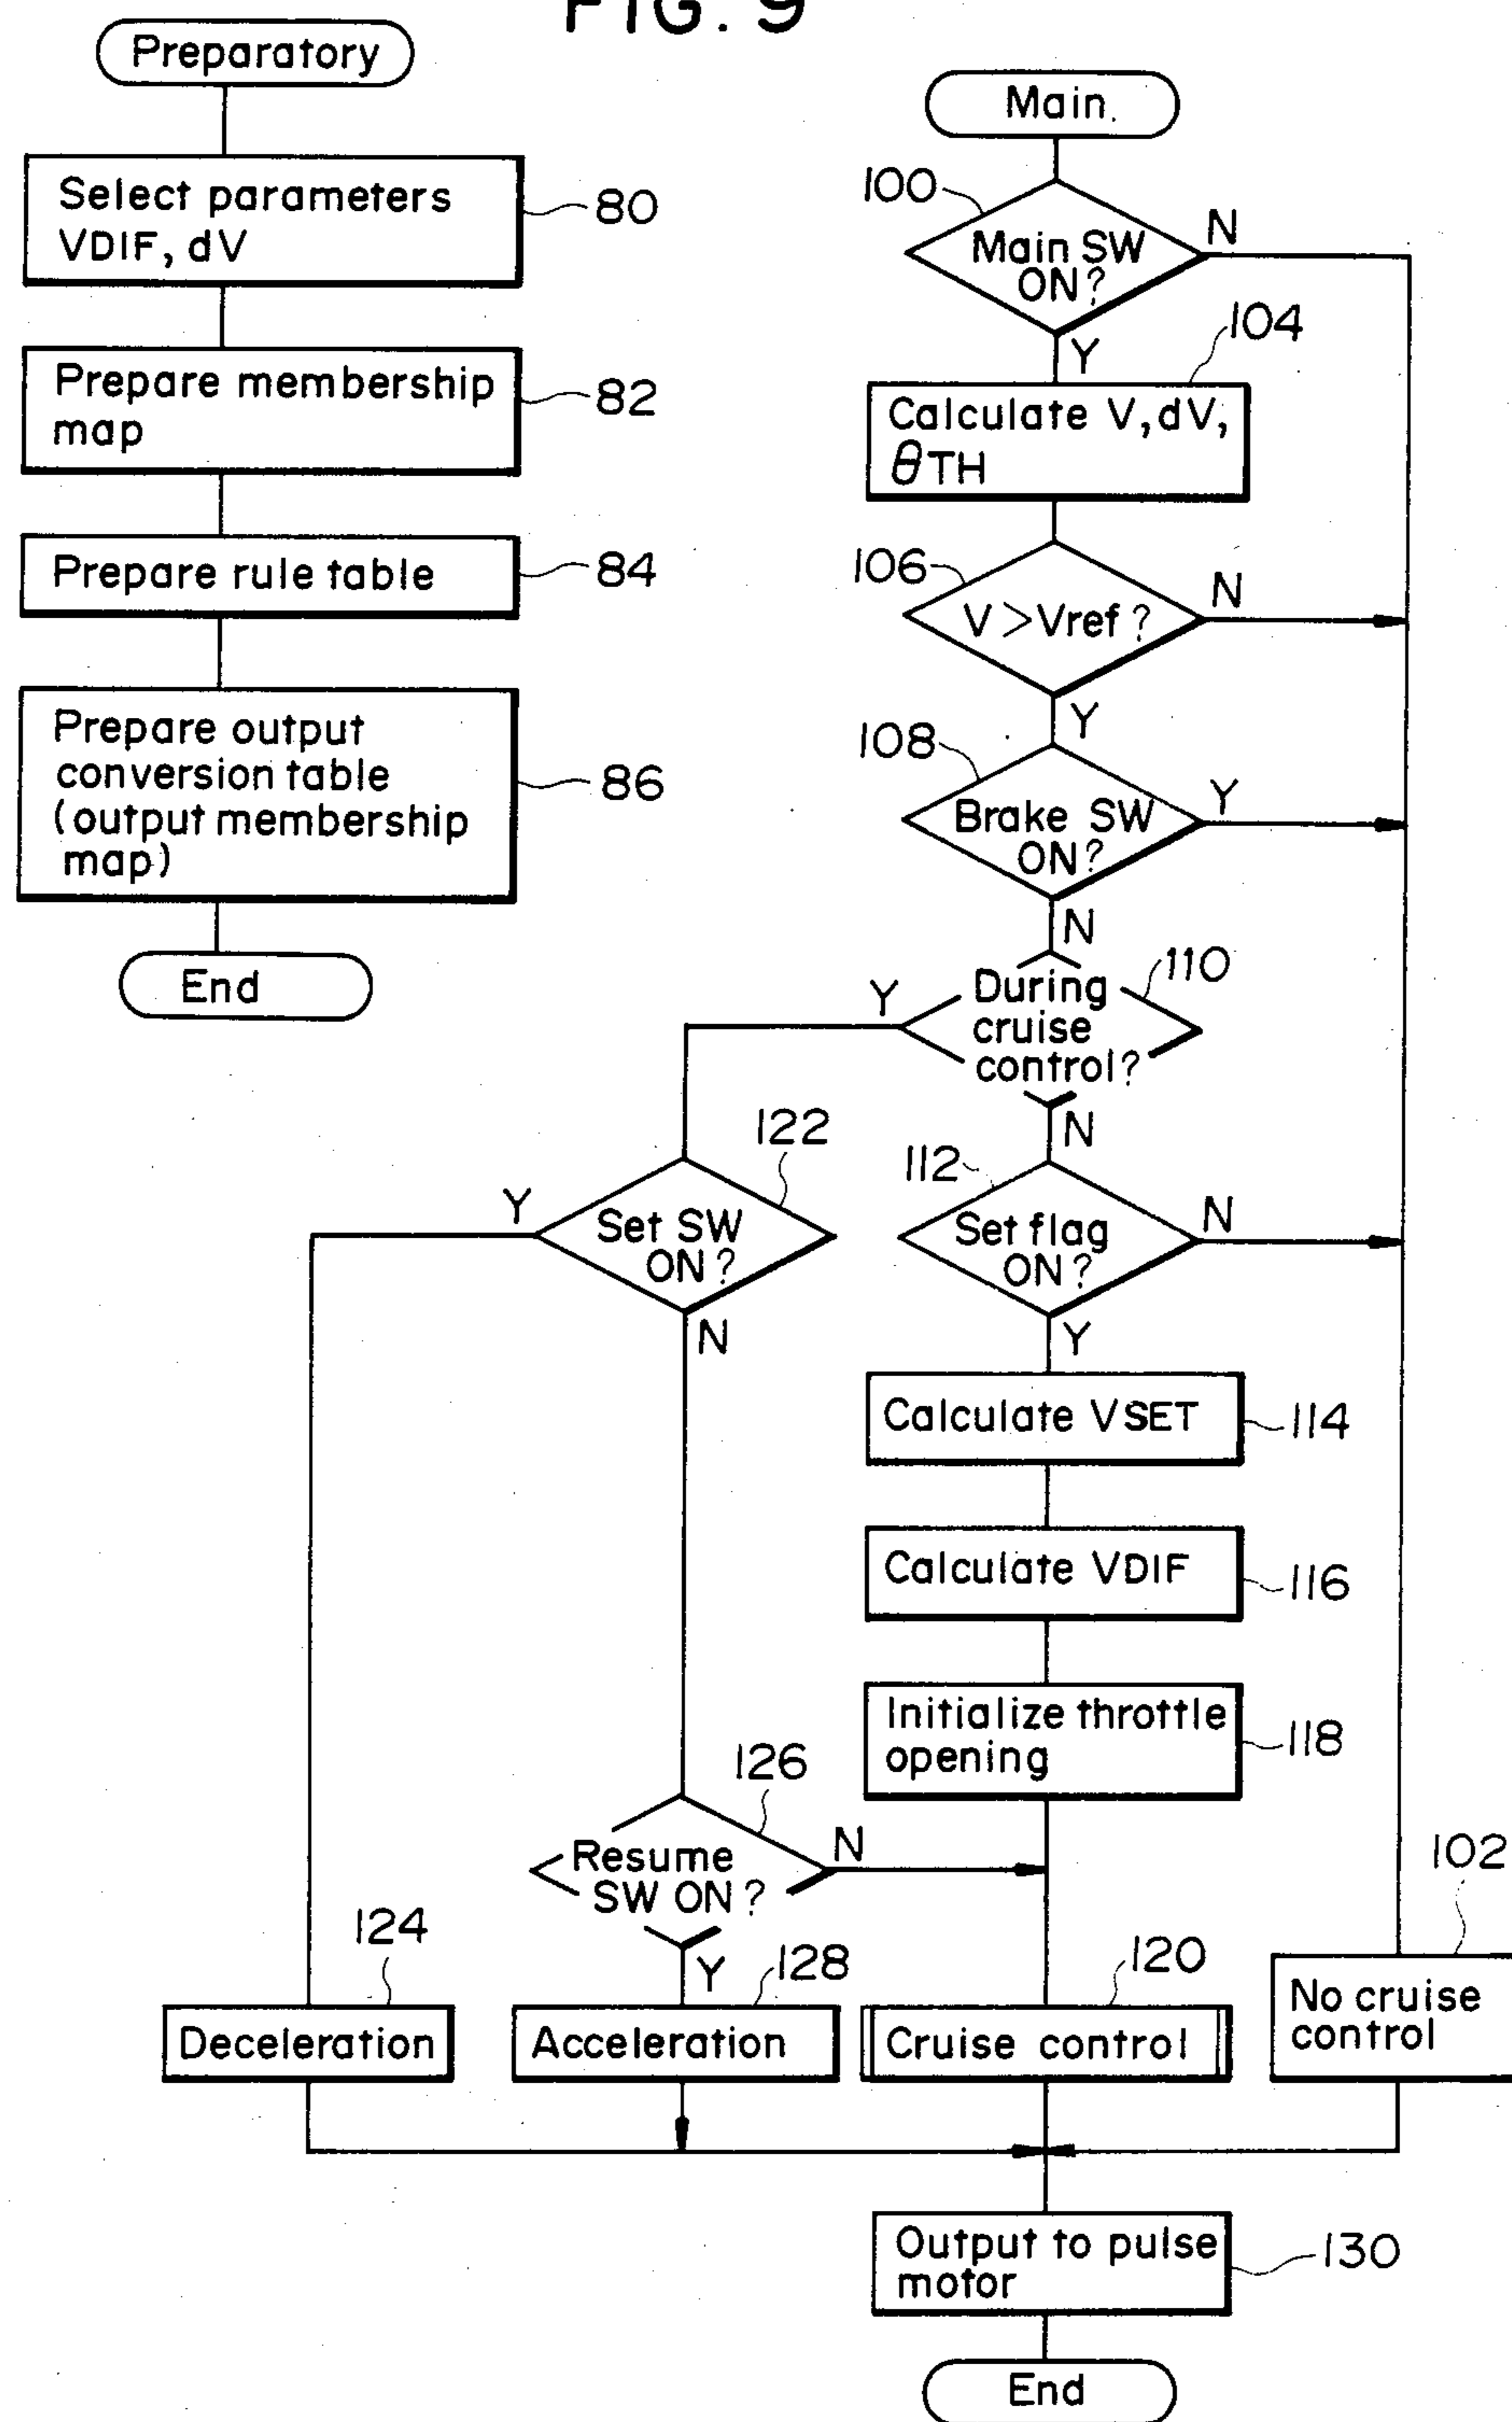 FIG. 9
Preparatory
Select parameters
VDIF, dV
80
Prepare membership
map
82
Prepare rule table
84
Prepare output
conversion table
(output membership
map)
86
End
Main.
100
Main SW
ON?
N
Y
104
Calculate V, dV,
θTH
106
V > Vref ?
N
Y
108
Brake SW
ON?
Y
N
110
During
cruise
control?
Y
N
122
Set SW
ON?
Y
N
112
Set flag
ON?
N
Y
Calculate VSET
114
Calculate VDIF
116
Initialize throttle
opening
118
126
Resume
SW ON?
N
Y
124
Deceleration
128
Acceleration
120
Cruise control
102
No cruise
control
Output to pulse
motor
130
End